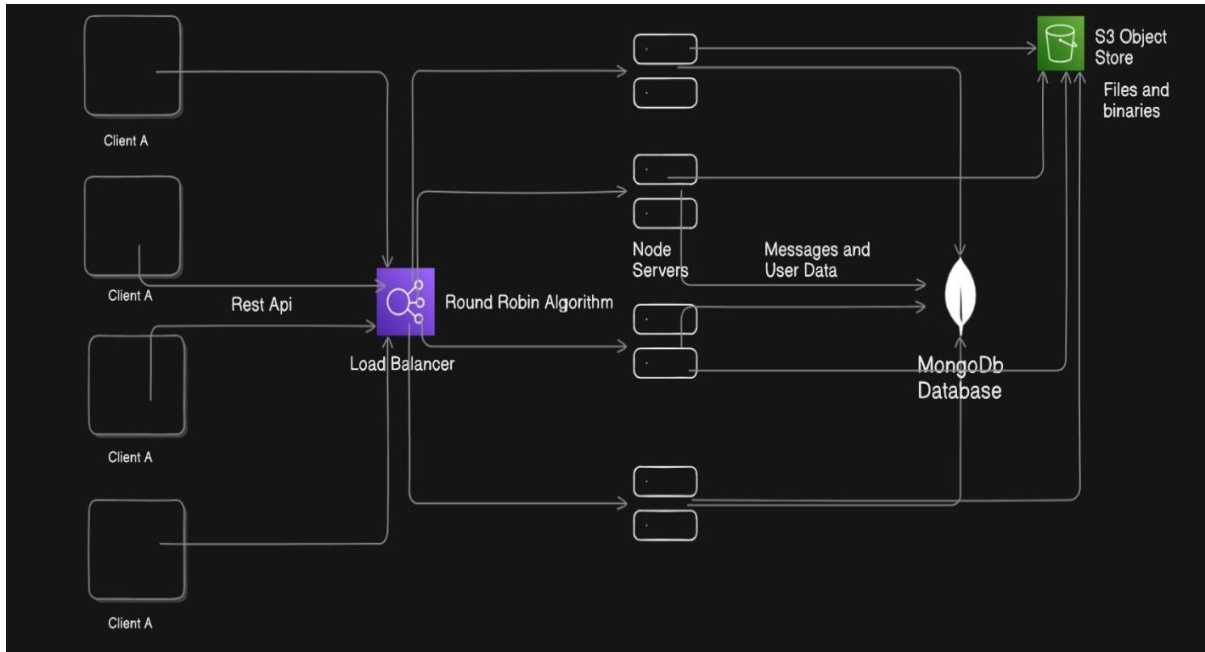 S3 Object
Store
Files and
binaries
Client A
Client A
Rest Api
Round Robin Algorithm
Load Balancer
Node
Servers
Messages and
User Data
MongoDb
Database
Client A
Client A